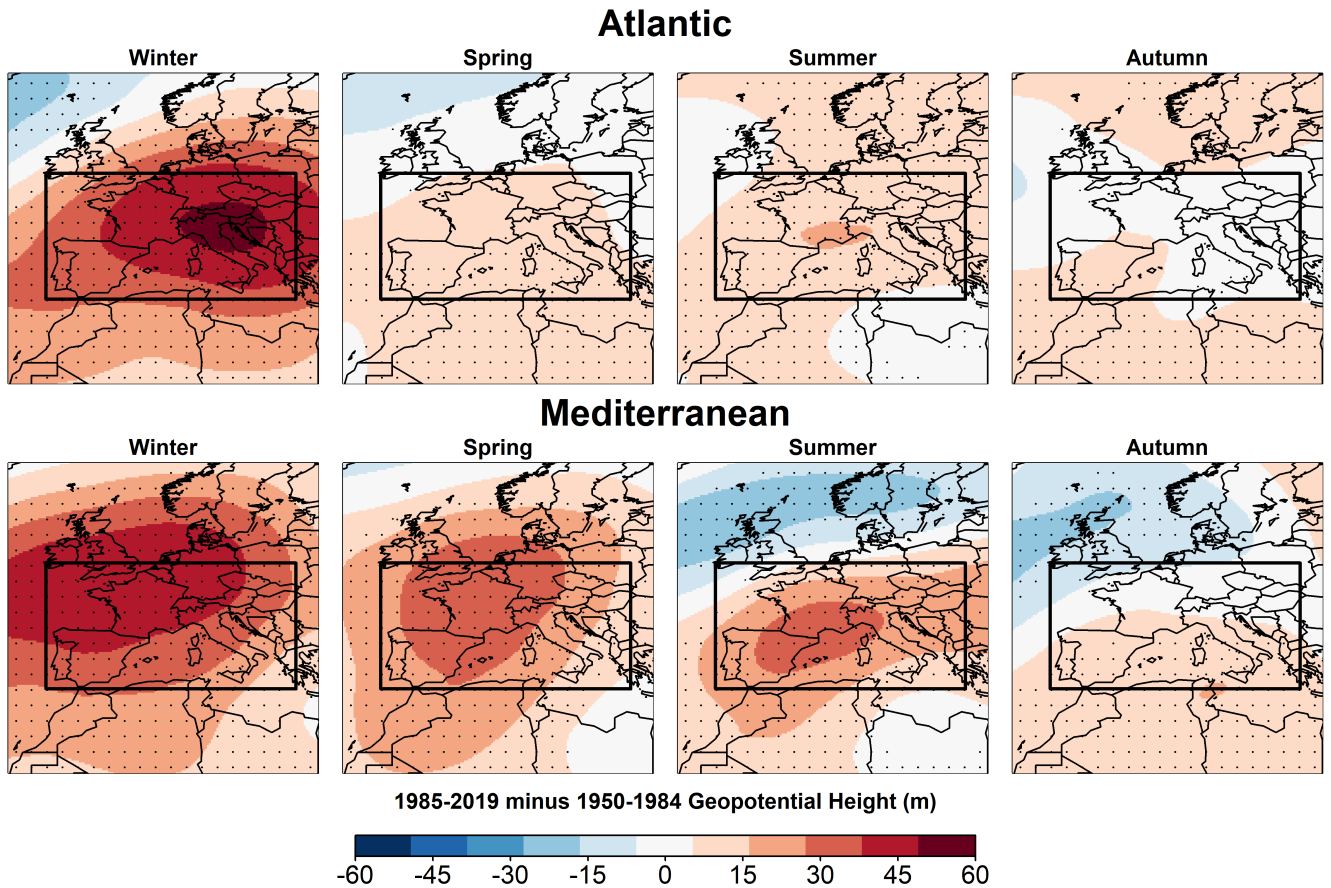 Atlantic
Winter Spring Summer Autumn
Mediterranean
Winter Spring Summer Autumn
1985-2019 minus 1950-1984 Geopotential Height (m)
-60 -45 -30 -15 0 15 30 45 60